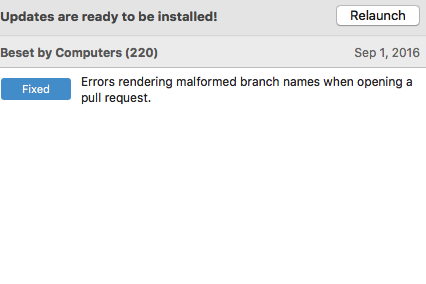 Updates are ready to be installed!
Relaunch
Beset by Computers (220)
Sep 1, 2016
Fixed
Errors rendering malformed branch names when opening a
pull request.